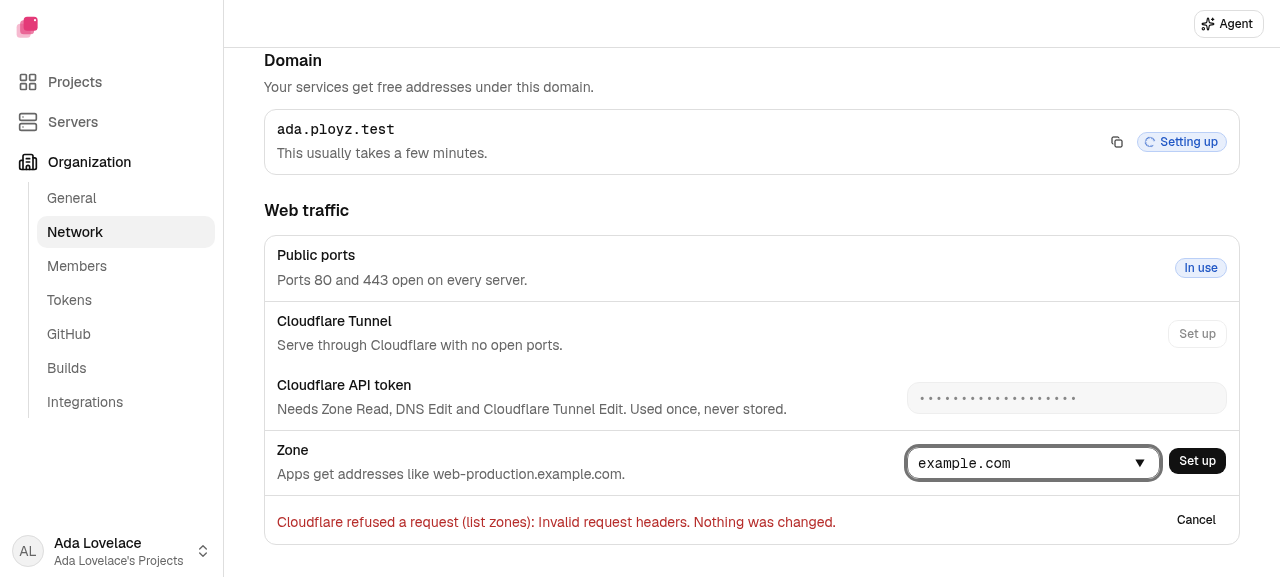 Agent
Projects
Servers
Organization
General
Network
Members
Tokens
GitHub
Builds
Integrations
AL
Ada Lovelace
Ada Lovelace's Projects
Domain
Your services get free addresses under this domain.
ada.ployz.test
This usually takes a few minutes.
Setting up
Web traffic
Public ports
Ports 80 and 443 open on every server.
In use
Cloudflare Tunnel
Serve through Cloudflare with no open ports.
Set up
Cloudflare API token
Needs Zone Read, DNS Edit and Cloudflare Tunnel Edit. Used once, never stored.
Zone
Apps get addresses like web-production.example.com.
example.com
Set up
Cloudflare refused a request (list zones): Invalid request headers. Nothing was changed.
Cancel